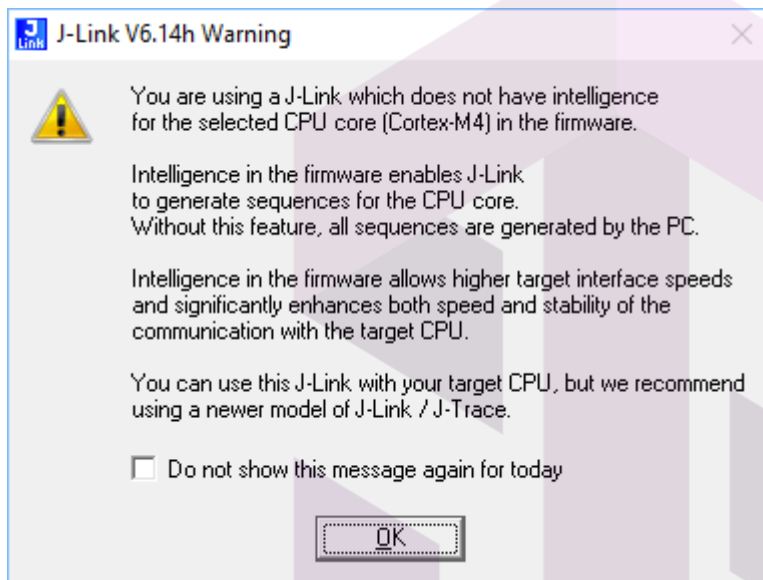 J
Link
J-Link V6.14h Warning
You are using a J-Link which does not have intelligence
for the selected CPU core (Cortex-M4) in the firmware.
Intelligence in the firmware enables J-Link
to generate sequences for the CPU core.
Without this feature, all sequences are generated by the PC.
Intelligence in the firmware allows higher target interface speeds
and significantly enhances both speed and stability of the
communication with the target CPU.
You can use this J-Link with your target CPU, but we recommend
using a newer model of J-Link / J-Trace.
Do not show this message again for today
OK